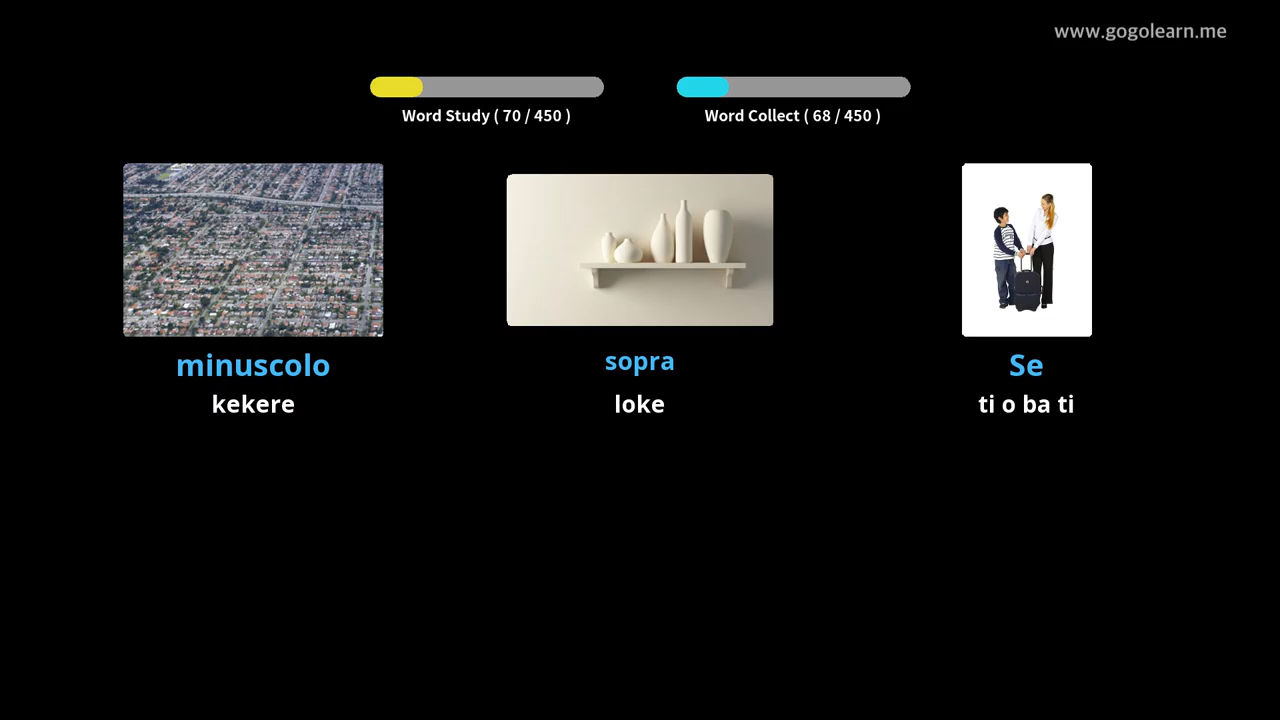 www.gogolearn.me
Word Study ( 70 / 450 )
Word Collect ( 68 / 450 )
minuscolo
kekere
sopra
loke
Se
ti o ba ti